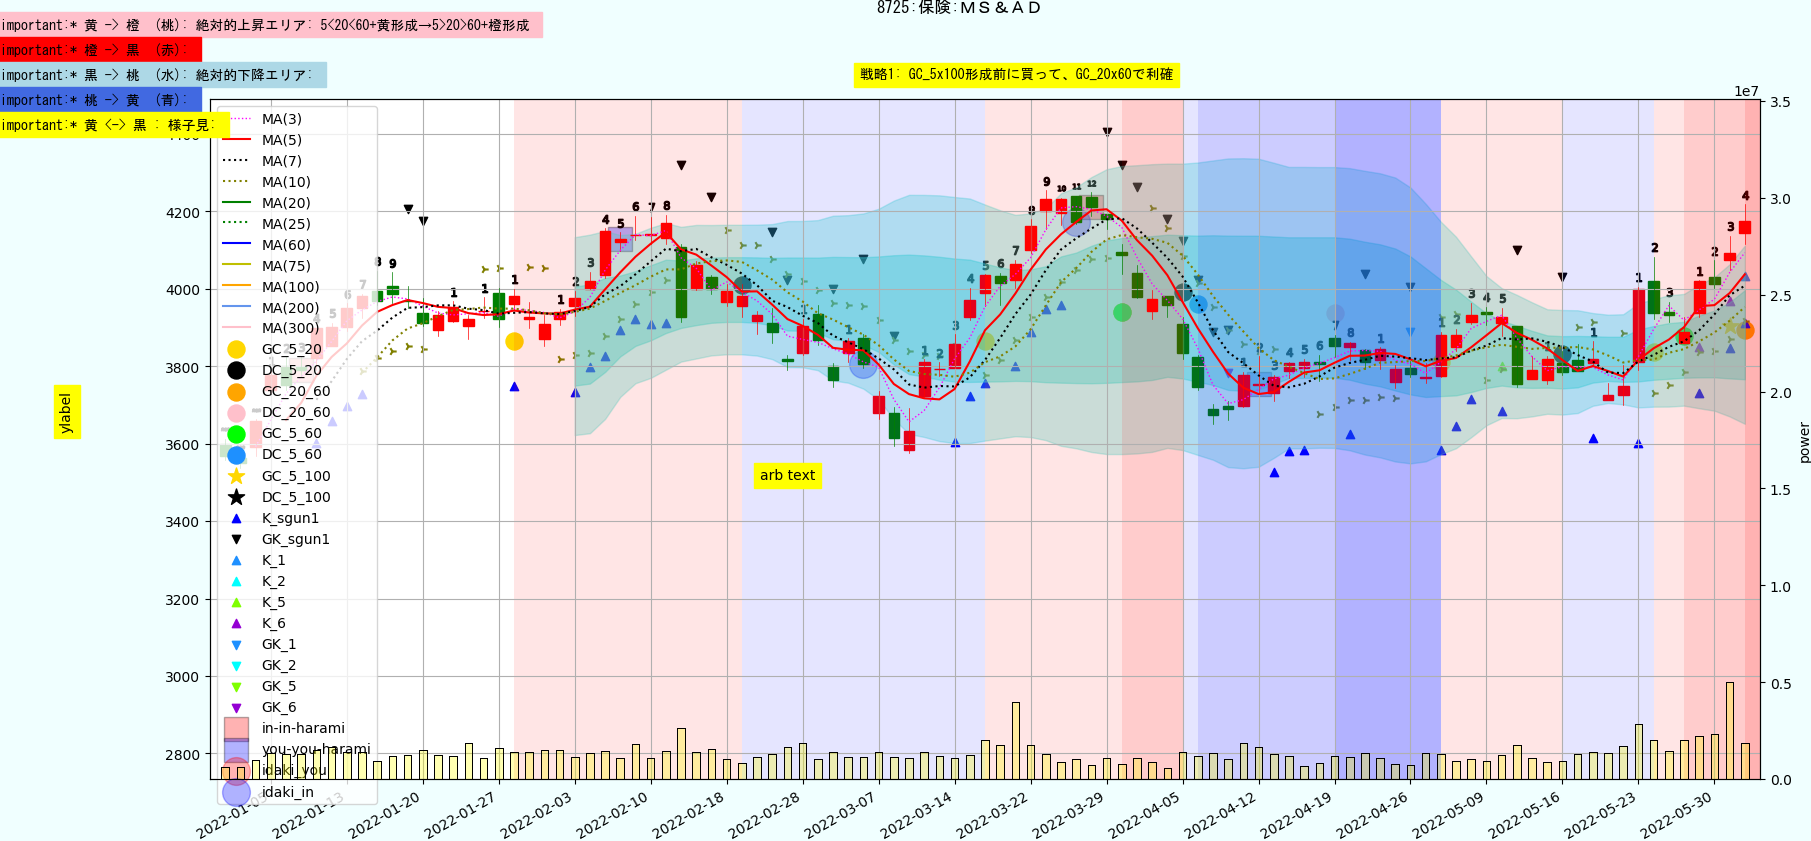 8725:保険:ＭＳ＆ＡＤ
important:* 黄 -> 橙 （桃）: 絶対的上昇エリア: 5<20<60+黄形成→5>20>60+橙形成
important:* 橙 -> 黒 （赤）:
important:* 黒 -> 桃 （水）: 絶対的下降エリア:
戦略1: GC_5x100形成前に買って、GC_20x60で利確
important:* 桃 -> 黄 （青）:
important:* 黄 <-> 黒 : 様子見:
1e7
MA(3)
MA(5)
MA(7)
MA(10)
MA(20)
MA(25)
MA(60)
MA(75)
MA(100)
MA(200)
MA(300)
GC_5_20
DC_5_20
GC_20_60
DC_20_60
GC_5_60
DC_5_60
GC_5_100
DC_5_100
K_sgun1
GK_sgun1
K_1
K_2
K_5
K_6
GK_1
GK_2
GK_5
GK_6
in-in-harami
you-you-harami
idaki_you
idaki_in
4200
4000
3800
3600
3400
3200
3000
2800
ylabel
arb text
3.5
3.0
2.5
2.0
1.5
1.0
0.5
0.0
power
2022-01-13
2022-01-20
2022-01-27
2022-02-03
2022-02-10
2022-02-18
2022-02-28
2022-03-07
2022-03-14
2022-03-22
2022-03-29
2022-04-05
2022-04-12
2022-04-19
2022-04-26
2022-05-09
2022-05-16
2022-05-23
2022-05-30